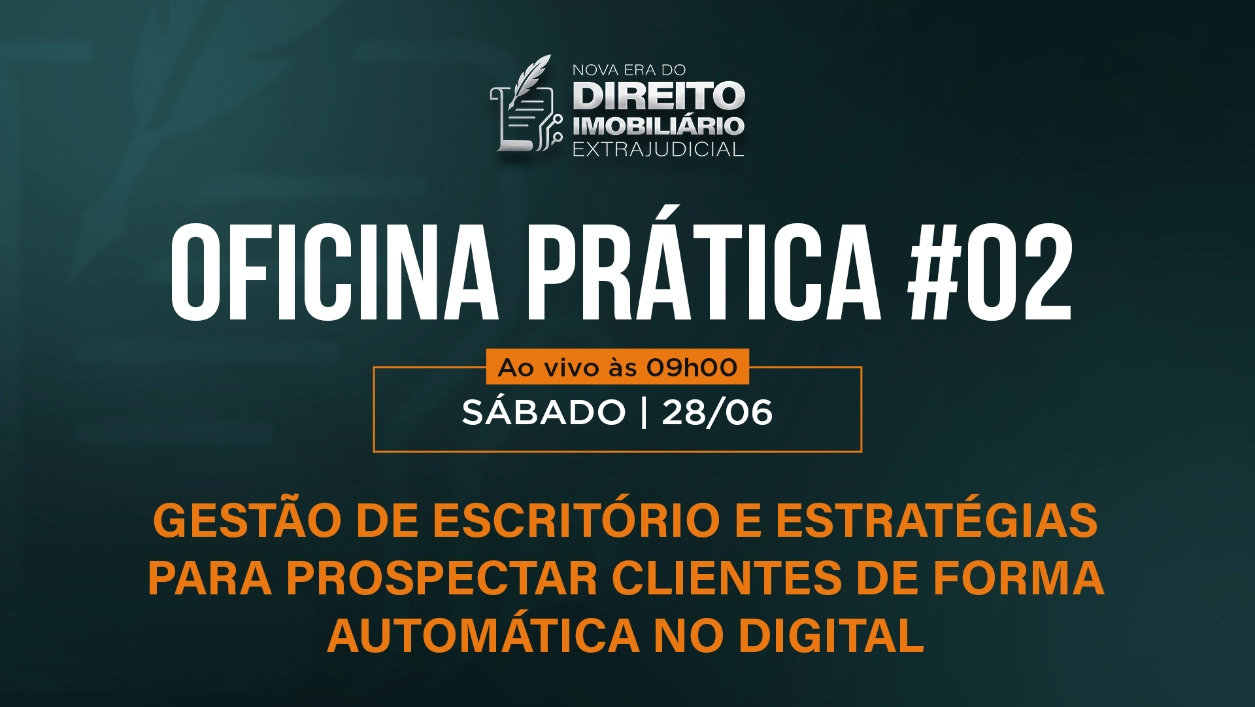 NOVA ERA DO
DIREITO
IMOBILIÁRIO
EXTRAJUDICIAL
OFICINA PRÁTICA #02
Ao vivo às 09h00
SÁBADO | 28/06
GESTÃO DE ESCRITÓRIO E ESTRATÉGIAS
PARA PROSPECTAR CLIENTES DE FORMA
AUTOMÁTICA NO DIGITAL